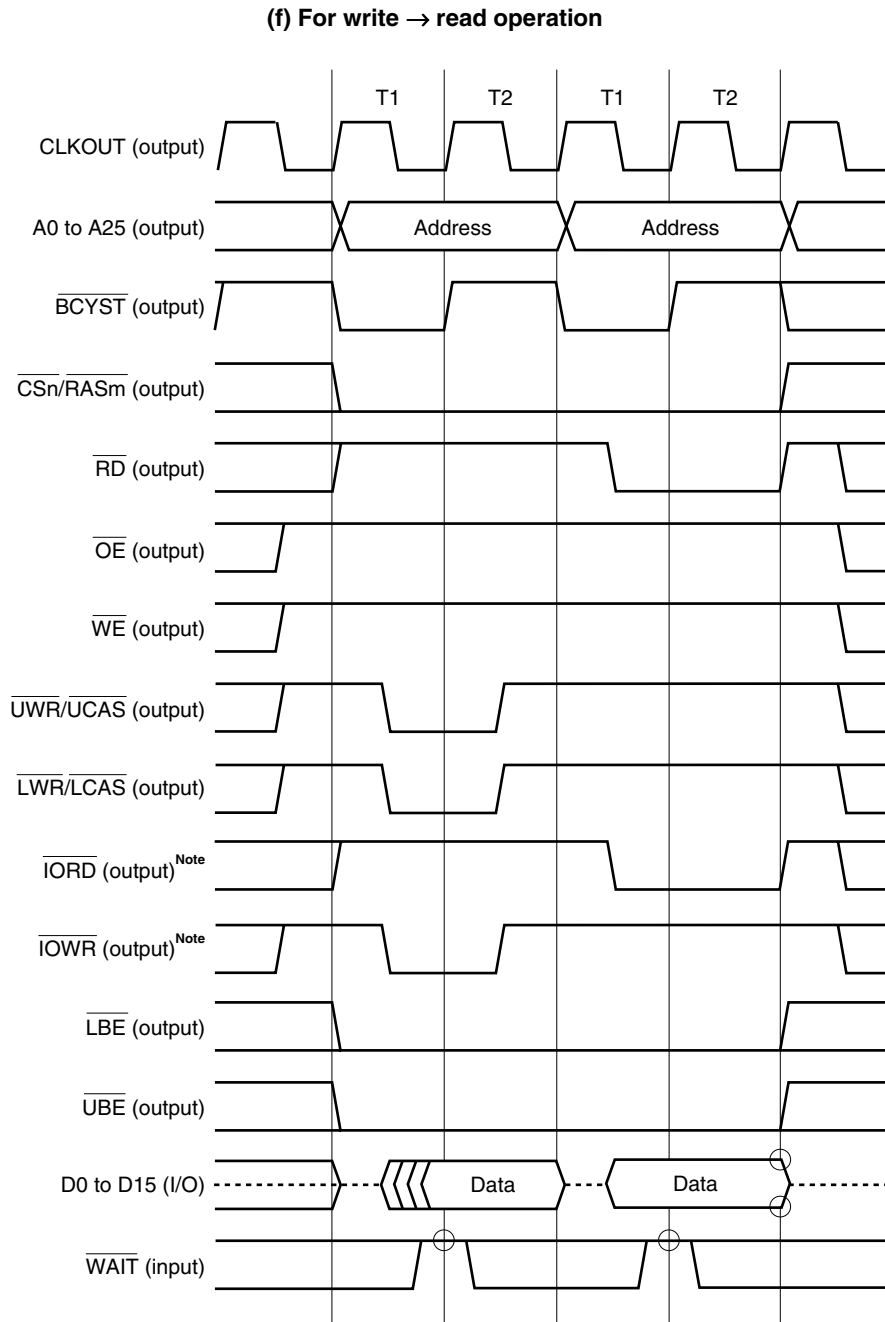 (f) For write → read operation
T1 T2 T1 T2
CLKOUT (output)
A0 to A25 (output) Address Address
BCYST (output)
CSn/RASm (output)
RD (output)
OE (output)
WE (output)
UWR/UCAS (output)
LWR/LCAS (output)
IORD (output)Note
IOWR (output)Note
LBE (output)
UBE (output)
D0 to D15 (I/O) Data Data
WAIT (input)